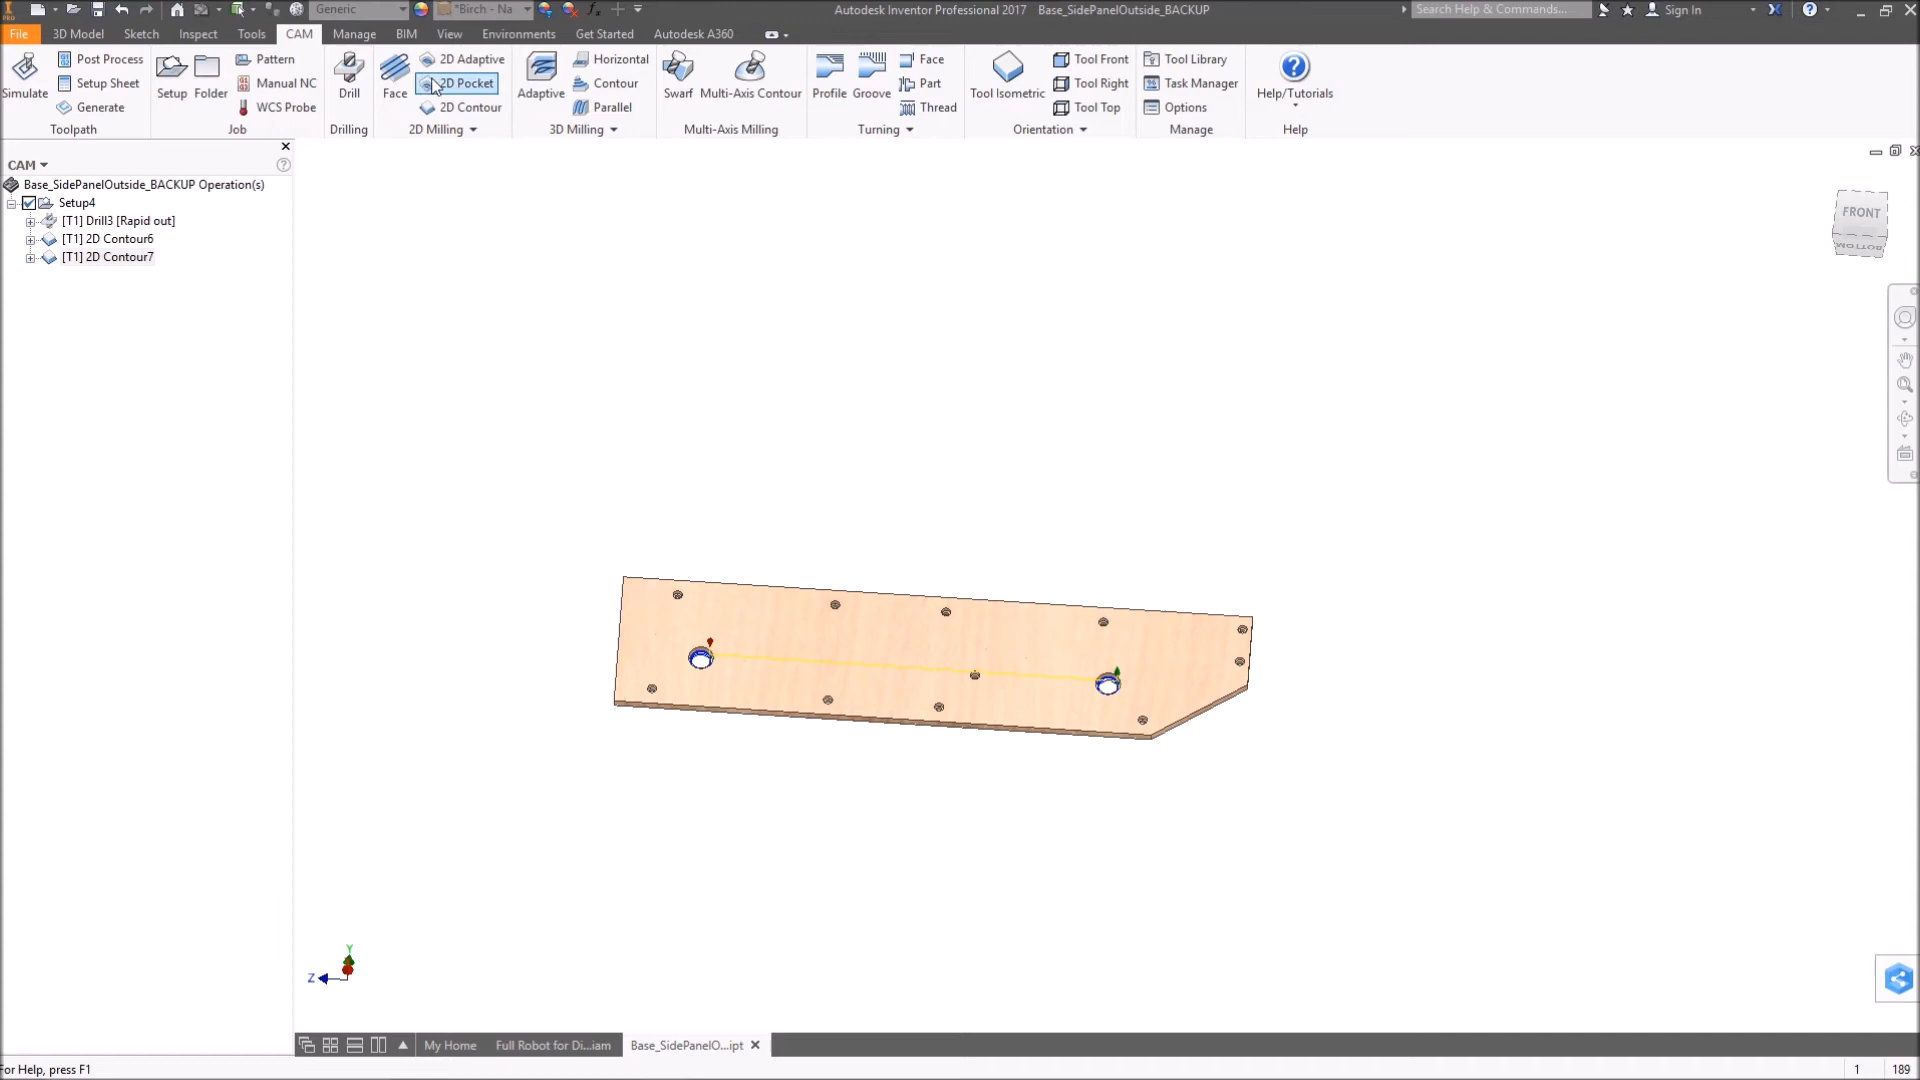 PRO
Generic
*Birch - Na
fx
Autodesk Inventor Professional 2017 Base_SidePanelOutside_BACKUP
Search Help & Commands...
Sign In
File 3D Model Sketch Inspect Tools CAM Manage BIM View Environments Get Started Autodesk A360
Simulate
Post Process
Setup Sheet
Generate
Toolpath
Setup
Folder
Pattern
Manual NC
WCS Probe
Job
Drill
Drilling
Face
2D Adaptive
2D Pocket
2D Contour
2D Milling
Adaptive
Horizontal
Contour
Parallel
3D Milling
Swarf
Multi-Axis Contour
Multi-Axis Milling
Profile
Groove
Face
Part
Thread
Turning
Tool Isometric
Tool Front
Tool Right
Tool Top
Orientation
Tool Library
Task Manager
Options
Manage
Help/Tutorials
Help
CAM
Base_SidePanelOutside_BACKUP Operation(s)
Setup4
[T1] Drill3 [Rapid out]
[T1] 2D Contour6
[T1] 2D Contour7
FRONT
BOTTOM
Y
Z
My Home
Full Robot for Di...iam
Base_SidePanelO...ipt
For Help, press F1
1
189